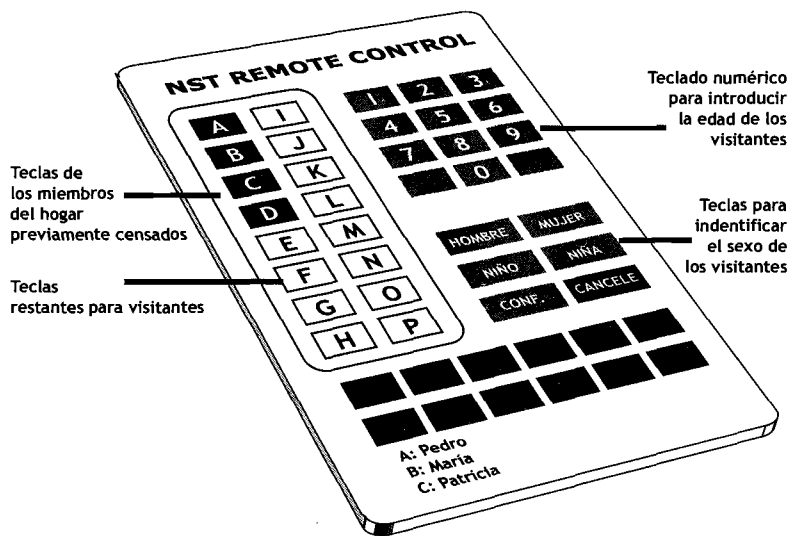 NST REMOTE CONTROL
A I
B J
C K
D L
E M
F N
G O
H P
1 2 3
4 5 6
7 8 9
0
HOMBRE MUJER
NIÑO NIÑA
CONF. CANCELE
A: Pedro
B: María
C: Patricia
Teclas de
los miembros
del hogar
previamente censados
Teclas
restantes para visitantes
Teclado numérico
para introducir
la edad de los
visitantes
Teclas para
indentificar
el sexo de
los visitantes